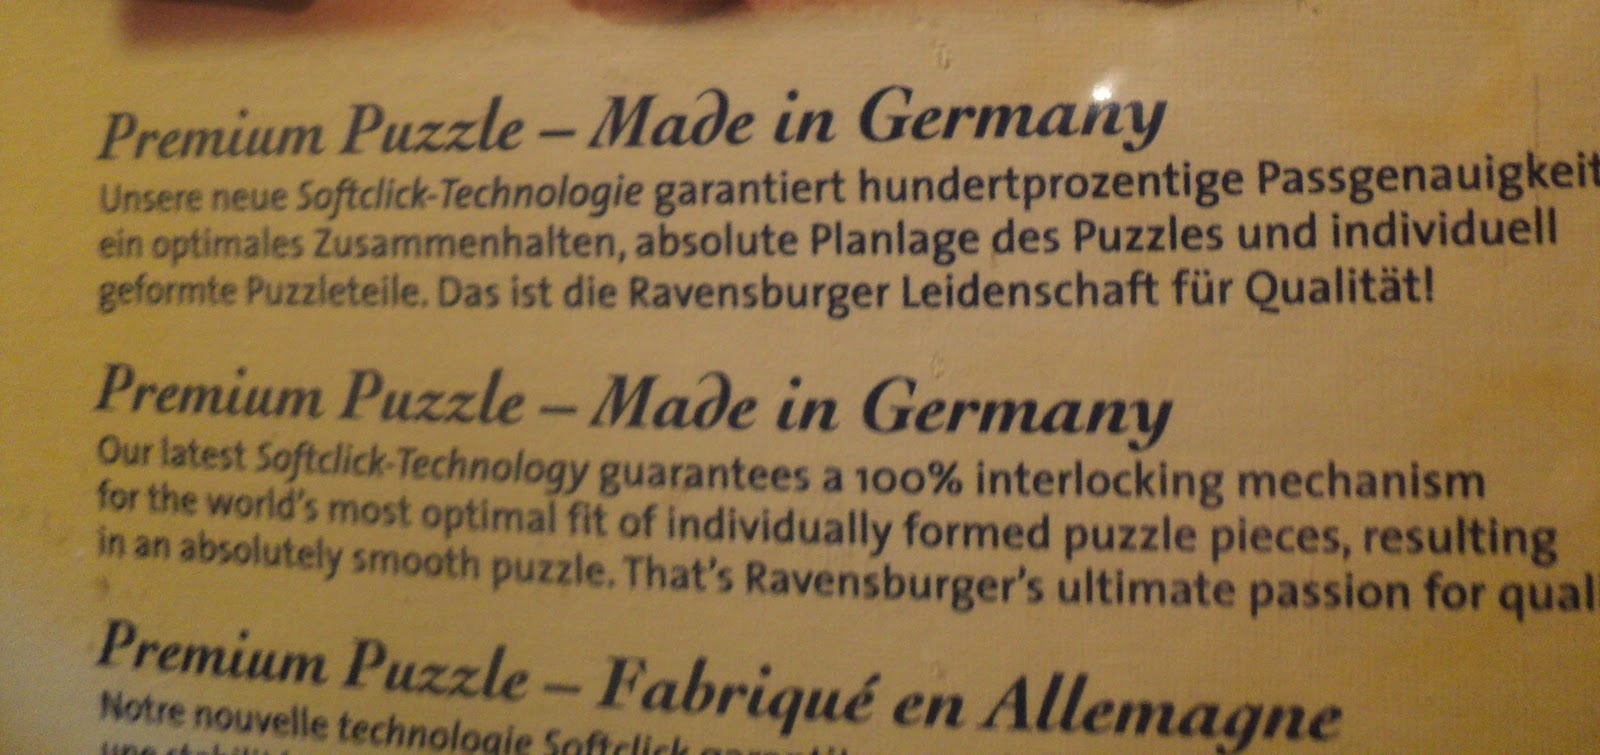 Premium Puzzle – Made in Germany
Unsere neue Softclick-Technologie garantiert hundertprozentige Passgenauigkeit
ein optimales Zusammenhalten, absolute Planlage des Puzzles und individuell
geformte Puzzleteile. Das ist die Ravensburger Leidenschaft für Qualität!
Premium Puzzle – Made in Germany
Our latest Softclick-Technology guarantees a 100% interlocking mechanism
for the world's most optimal fit of individually formed puzzle pieces, resulting
in an absolutely smooth puzzle. That's Ravensburger's ultimate passion for quali
Premium Puzzle – Fabriqué en Allemagne
Notre nouvelle technologie Softclick
une